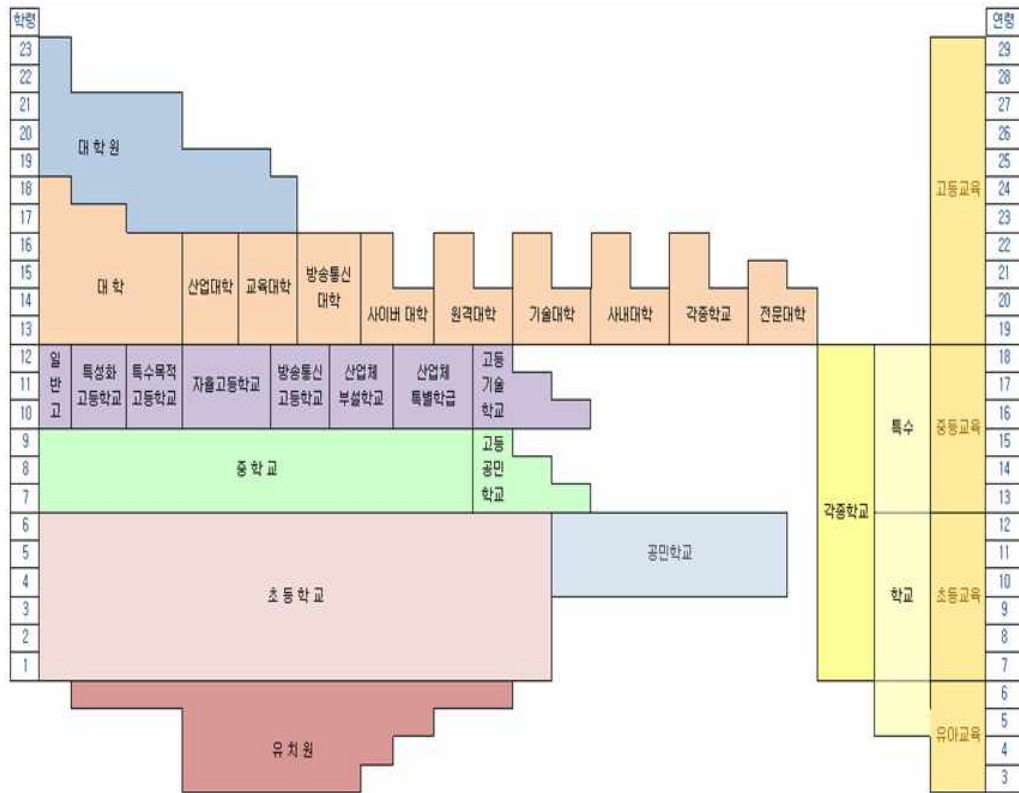 학령
연령
23
29
22
28
21
27
20
대 학 원
26
19
25
18
고등교육
24
17
23
16
22
15
대 학
산업대학
교육대학
방송통신
대학
21
14
사이버 대학
원격대학
기술대학
사내대학
각종학교
전문대학
20
13
19
12
일
반
고
특성화
고등학교
특수목적
고등학교
자율고등학교
방송통신
고등학교
산업체
부설학교
산업체
특별학급
고등
기술
학교
18
11
17
10
특수
중등교육
16
9
고등
공민
학교
15
8
중 학 교
14
7
각종학교
13
6
12
5
공민학교
11
4
초 등 학 교
학교
초등교육
10
3
9
2
8
1
7
6
5
유 치 원
유아교육
4
3